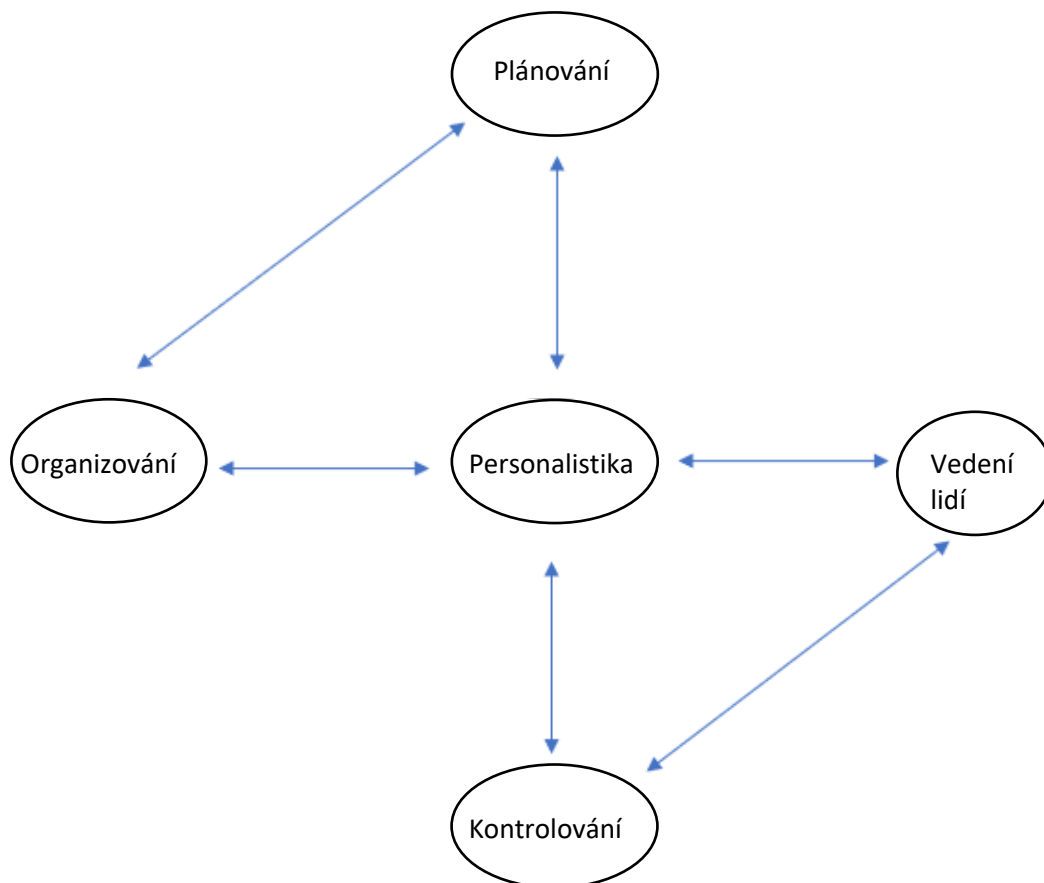 Plánování
Organizování
Personalistika
Vedení
lidí
Kontrolování